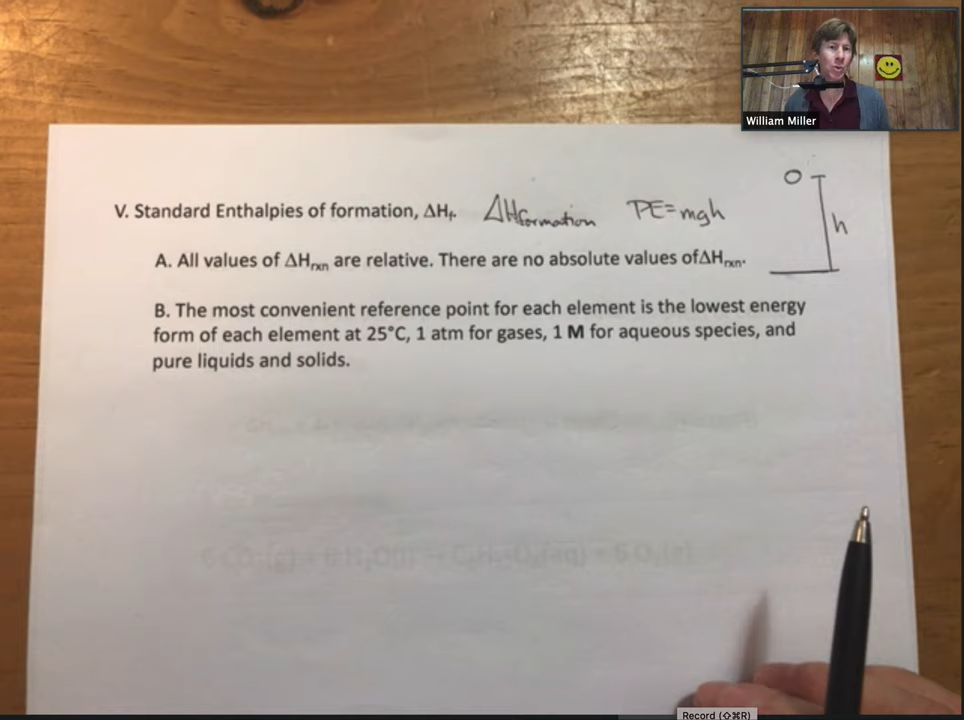 William Miller
V. Standard Enthalpies of formation, ΔHf. ΔHformation PE=mgh
O
h
A. All values of ΔHrxn are relative. There are no absolute values ofΔHrxn.
B. The most convenient reference point for each element is the lowest energy
form of each element at 25°C, 1 atm for gases, 1 M for aqueous species, and
pure liquids and solids.
Record (⇧⌘R)